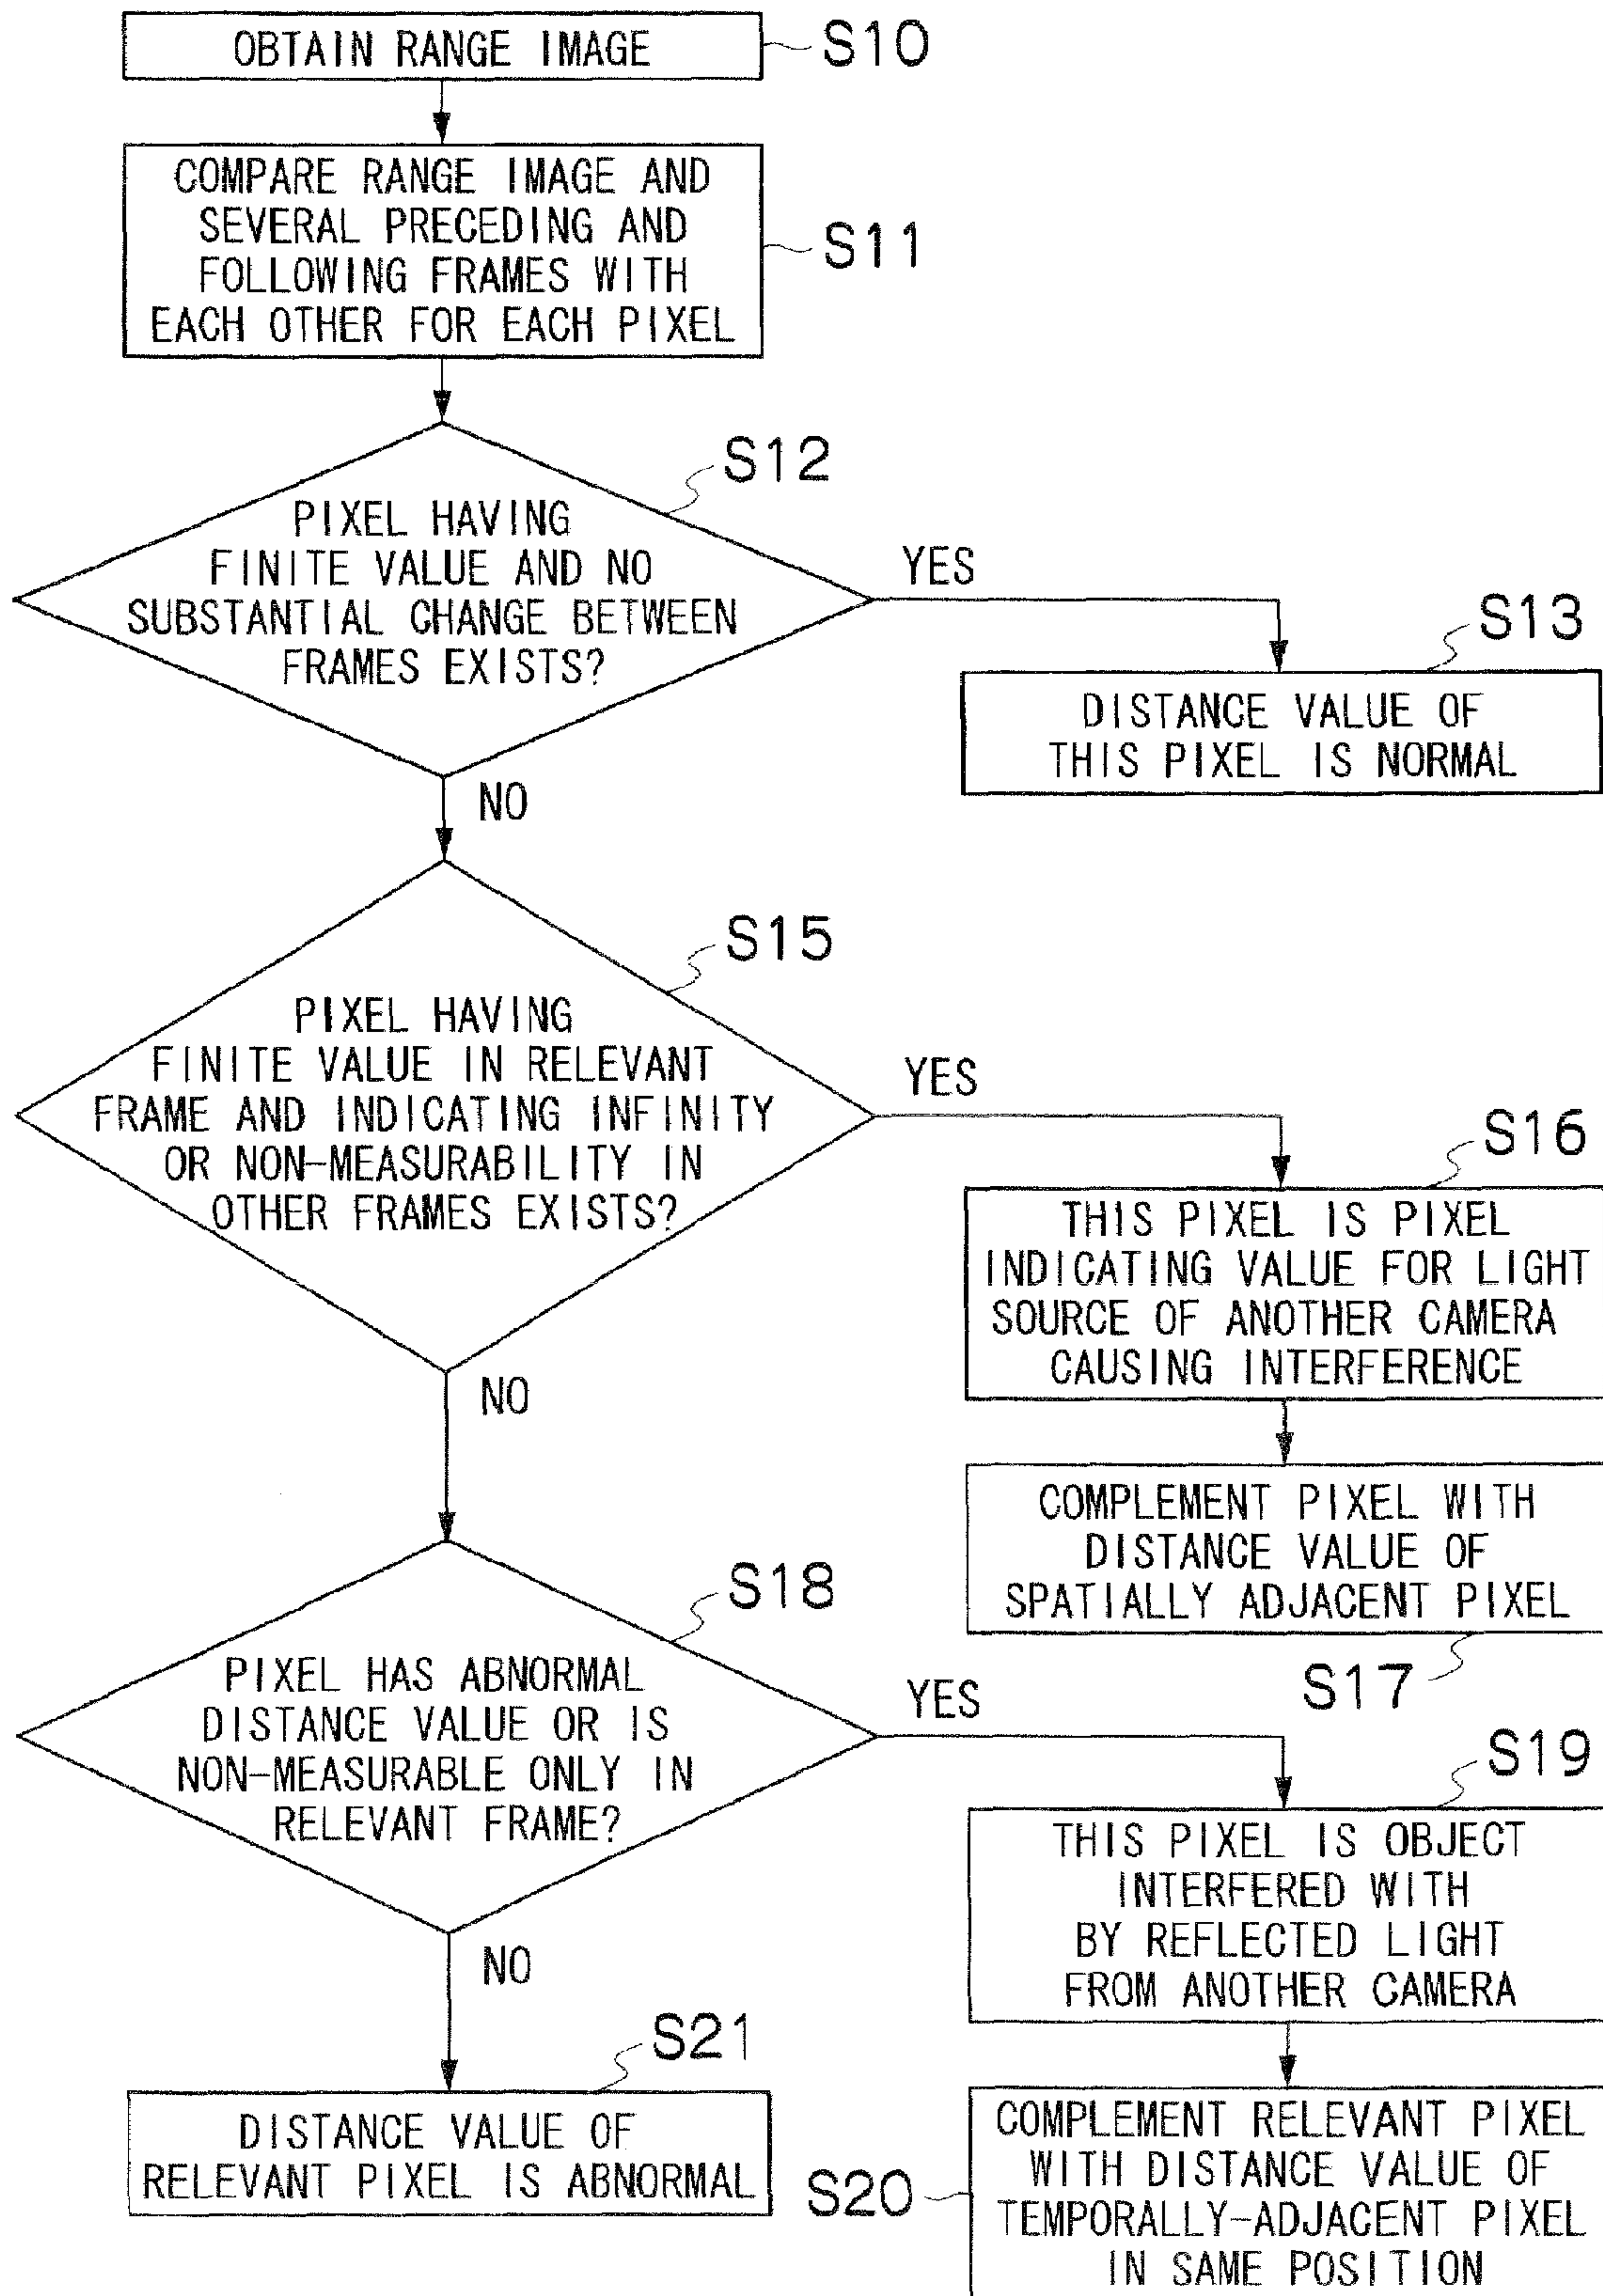 OBTAIN RANGE IMAGE
S10
COMPARE RANGE IMAGE AND
SEVERAL PRECEDING AND
FOLLOWING FRAMES WITH
EACH OTHER FOR EACH PIXEL
S11
S12
PIXEL HAVING
FINITE VALUE AND NO
SUBSTANTIAL CHANGE BETWEEN
FRAMES EXISTS?
YES
S13
DISTANCE VALUE OF
THIS PIXEL IS NORMAL
NO
S15
PIXEL HAVING
FINITE VALUE IN RELEVANT
FRAME AND INDICATING INFINITY
OR NON-MEASURABILITY IN
OTHER FRAMES EXISTS?
YES
S16
THIS PIXEL IS PIXEL
INDICATING VALUE FOR LIGHT
SOURCE OF ANOTHER CAMERA
CAUSING INTERFERENCE
NO
COMPLEMENT PIXEL WITH
DISTANCE VALUE OF
SPATIALLY ADJACENT PIXEL
S17
S18
PIXEL HAS ABNORMAL
DISTANCE VALUE OR IS
NON-MEASURABLE ONLY IN
RELEVANT FRAME?
YES
S19
THIS PIXEL IS OBJECT
INTERFERED WITH
BY REFLECTED LIGHT
FROM ANOTHER CAMERA
NO
S21
DISTANCE VALUE OF
RELEVANT PIXEL IS ABNORMAL
S20
COMPLEMENT RELEVANT PIXEL
WITH DISTANCE VALUE OF
TEMPORALLY-ADJACENT PIXEL
IN SAME POSITION